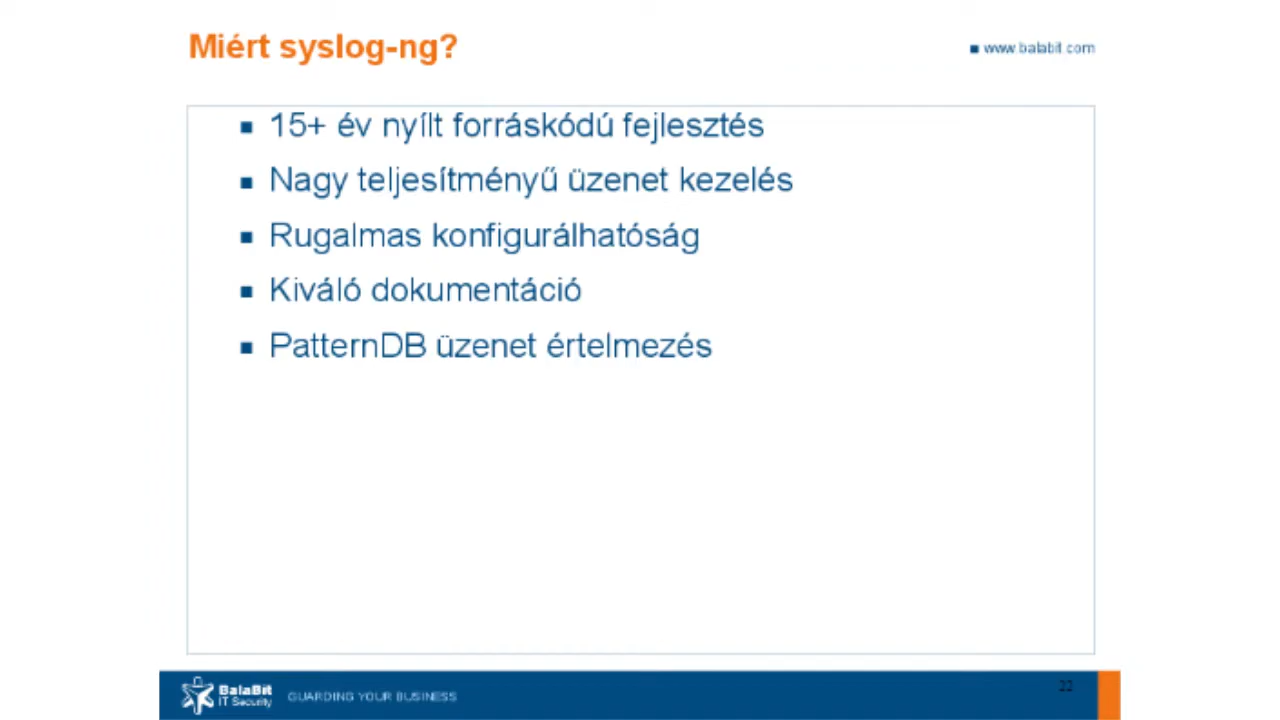 Miért syslog-ng?
www.balabit.com
15+ év nyílt forráskódú fejlesztés
Nagy teljesítményű üzenet kezelés
Rugalmas konfigurálhatóság
Kiváló dokumentáció
PatternDB üzenet értelmezés
BalaBit
IT Security
GUARDING YOUR BUSINESS
22